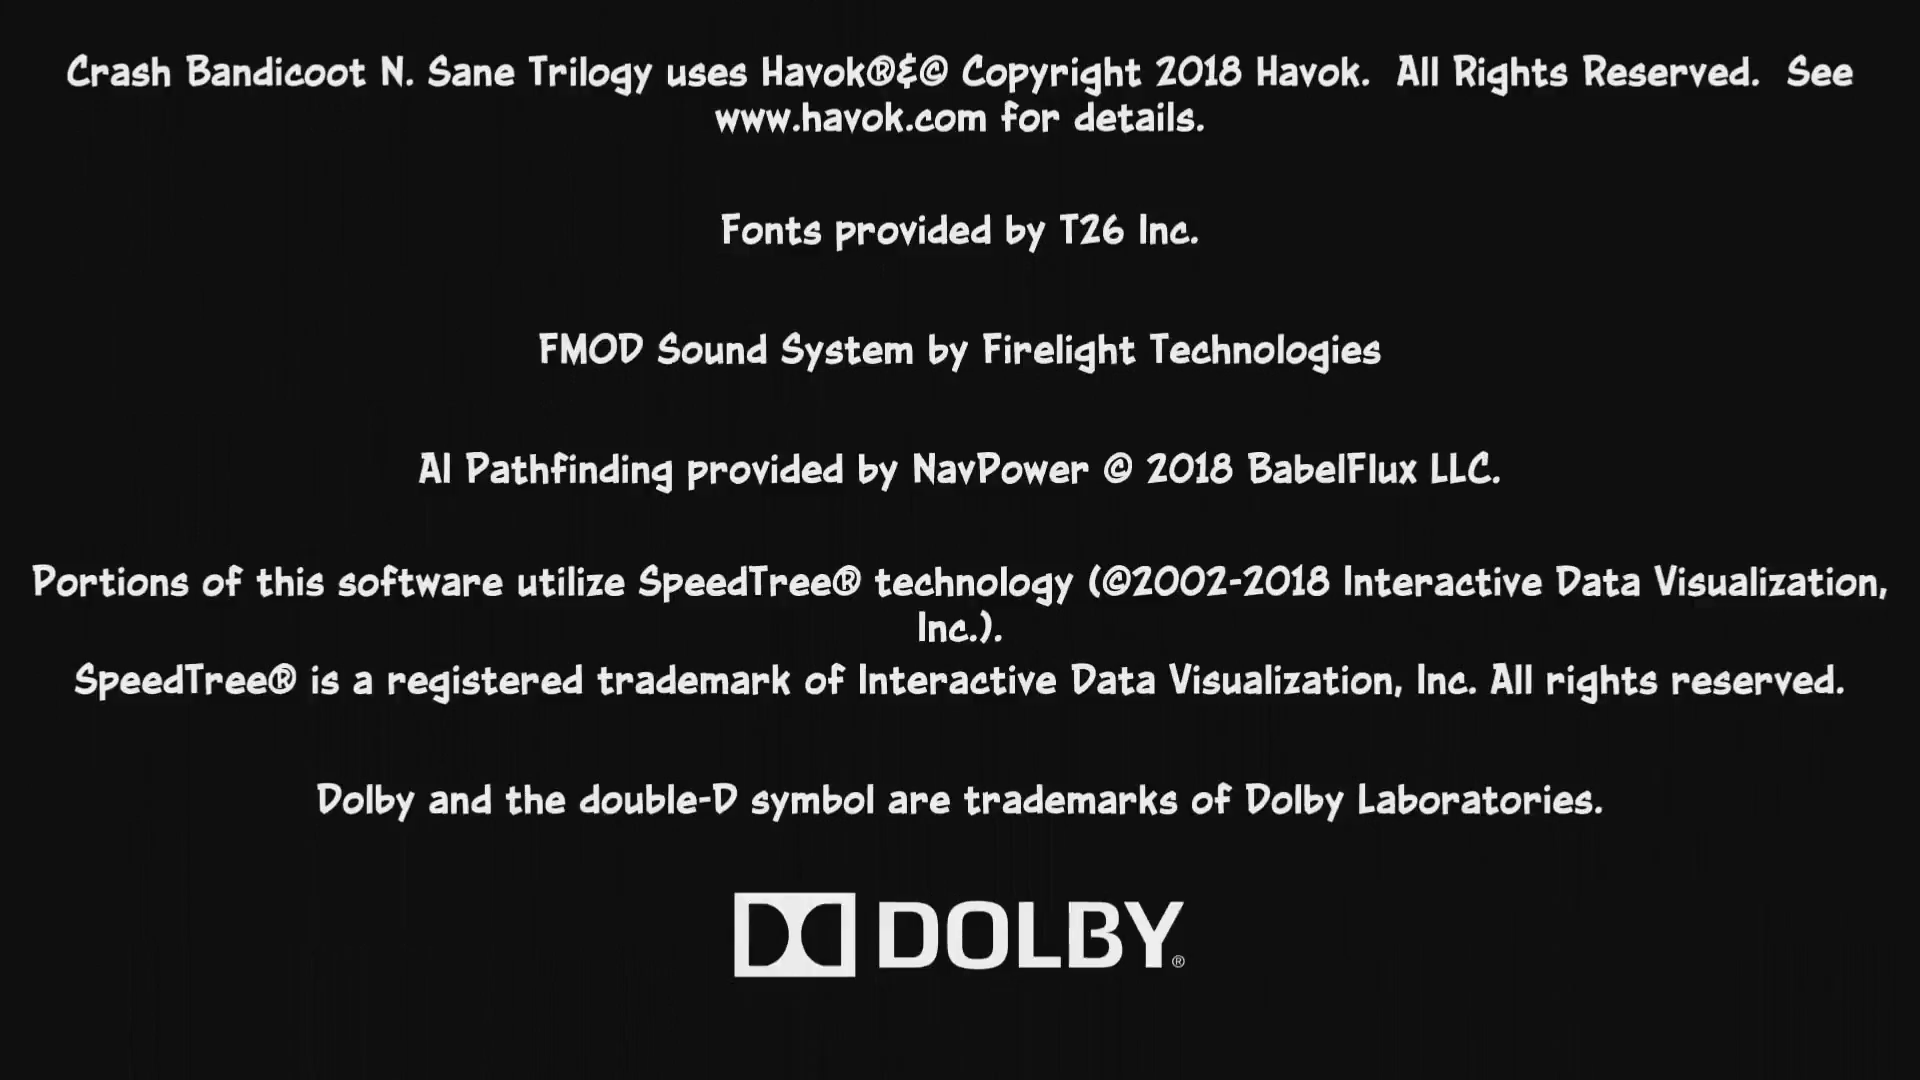 Crash Bandicoot N. Sane Trilogy uses Havok®&© Copyright 2018 Havok.  All Rights Reserved.  See
www.havok.com for details.
Fonts provided by T26 Inc.
FMOD Sound System by Firelight Technologies
AI Pathfinding provided by NavPower © 2018 BabelFlux LLC.
Portions of this software utilize SpeedTree® technology (©2002-2018 Interactive Data Visualization,
Inc.).
SpeedTree® is a registered trademark of Interactive Data Visualization, Inc. All rights reserved.
Dolby and the double-D symbol are trademarks of Dolby Laboratories.
DOLBY®